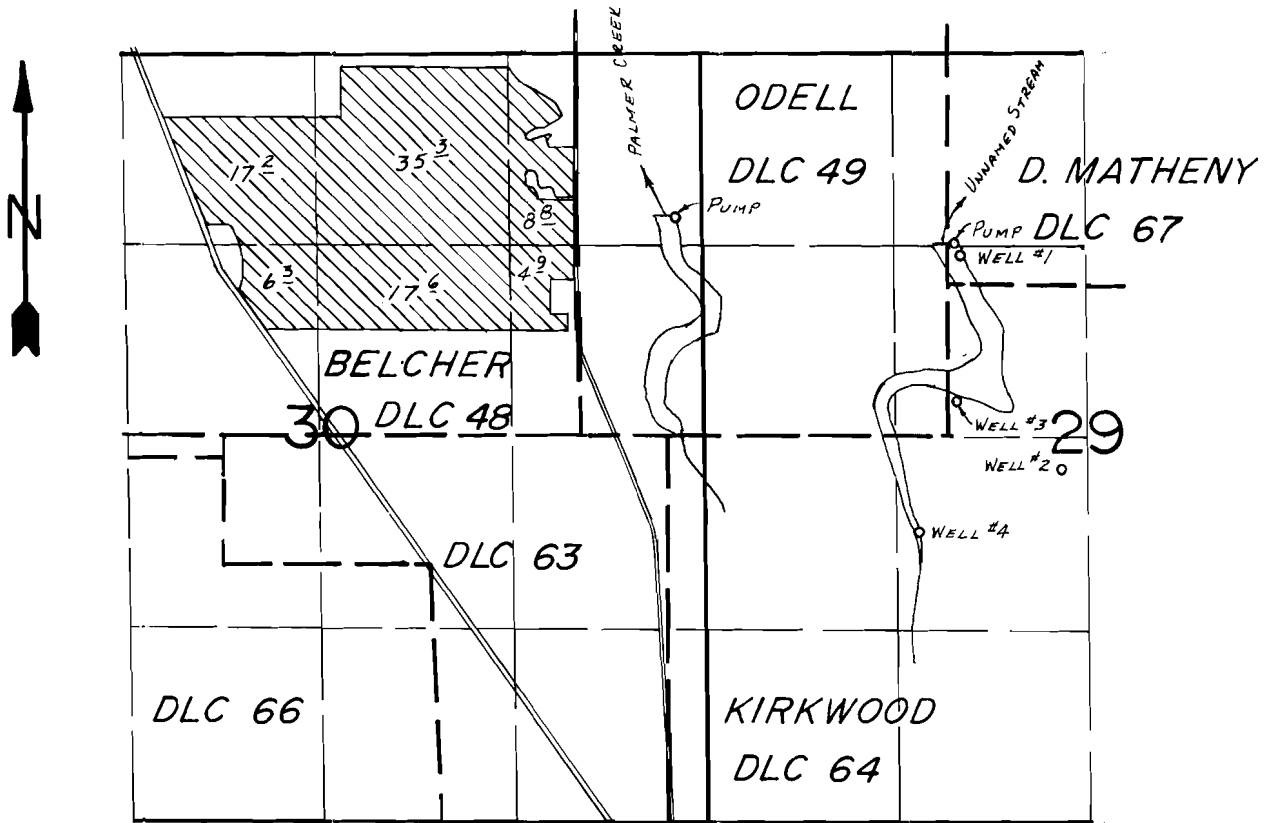 N
PALMER CREEK
ODELL
DLC 49
UNNAMED STREAM
D. MATHENY
DLC 67
17 2
35 3
8 8
PUMP
PUMP
WELL #1
6 3
17 6
4 9
BELCHER
DLC 48
30
WELL #3
29
WELL #2
WELL #4
DLC 63
DLC 66
KIRKWOOD
DLC 64